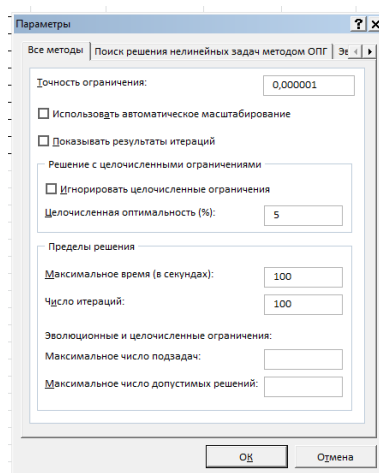 Параметры
Все методы Поиск решения нелинейных задач методом ОПГ Эв
Точность ограничения: 0,000001
Использовать автоматическое масштабирование
Показывать результаты итераций
Решение с целочисленными ограничениями
Игнорировать целочисленные ограничения
Целочисленная оптимальность (%): 5
Пределы решения
Максимальное время (в секундах): 100
Число итераций: 100
Эволюционные и целочисленные ограничения:
Максимальное число подзадач:
Максимальное число допустимых решений:
ОК Отмена